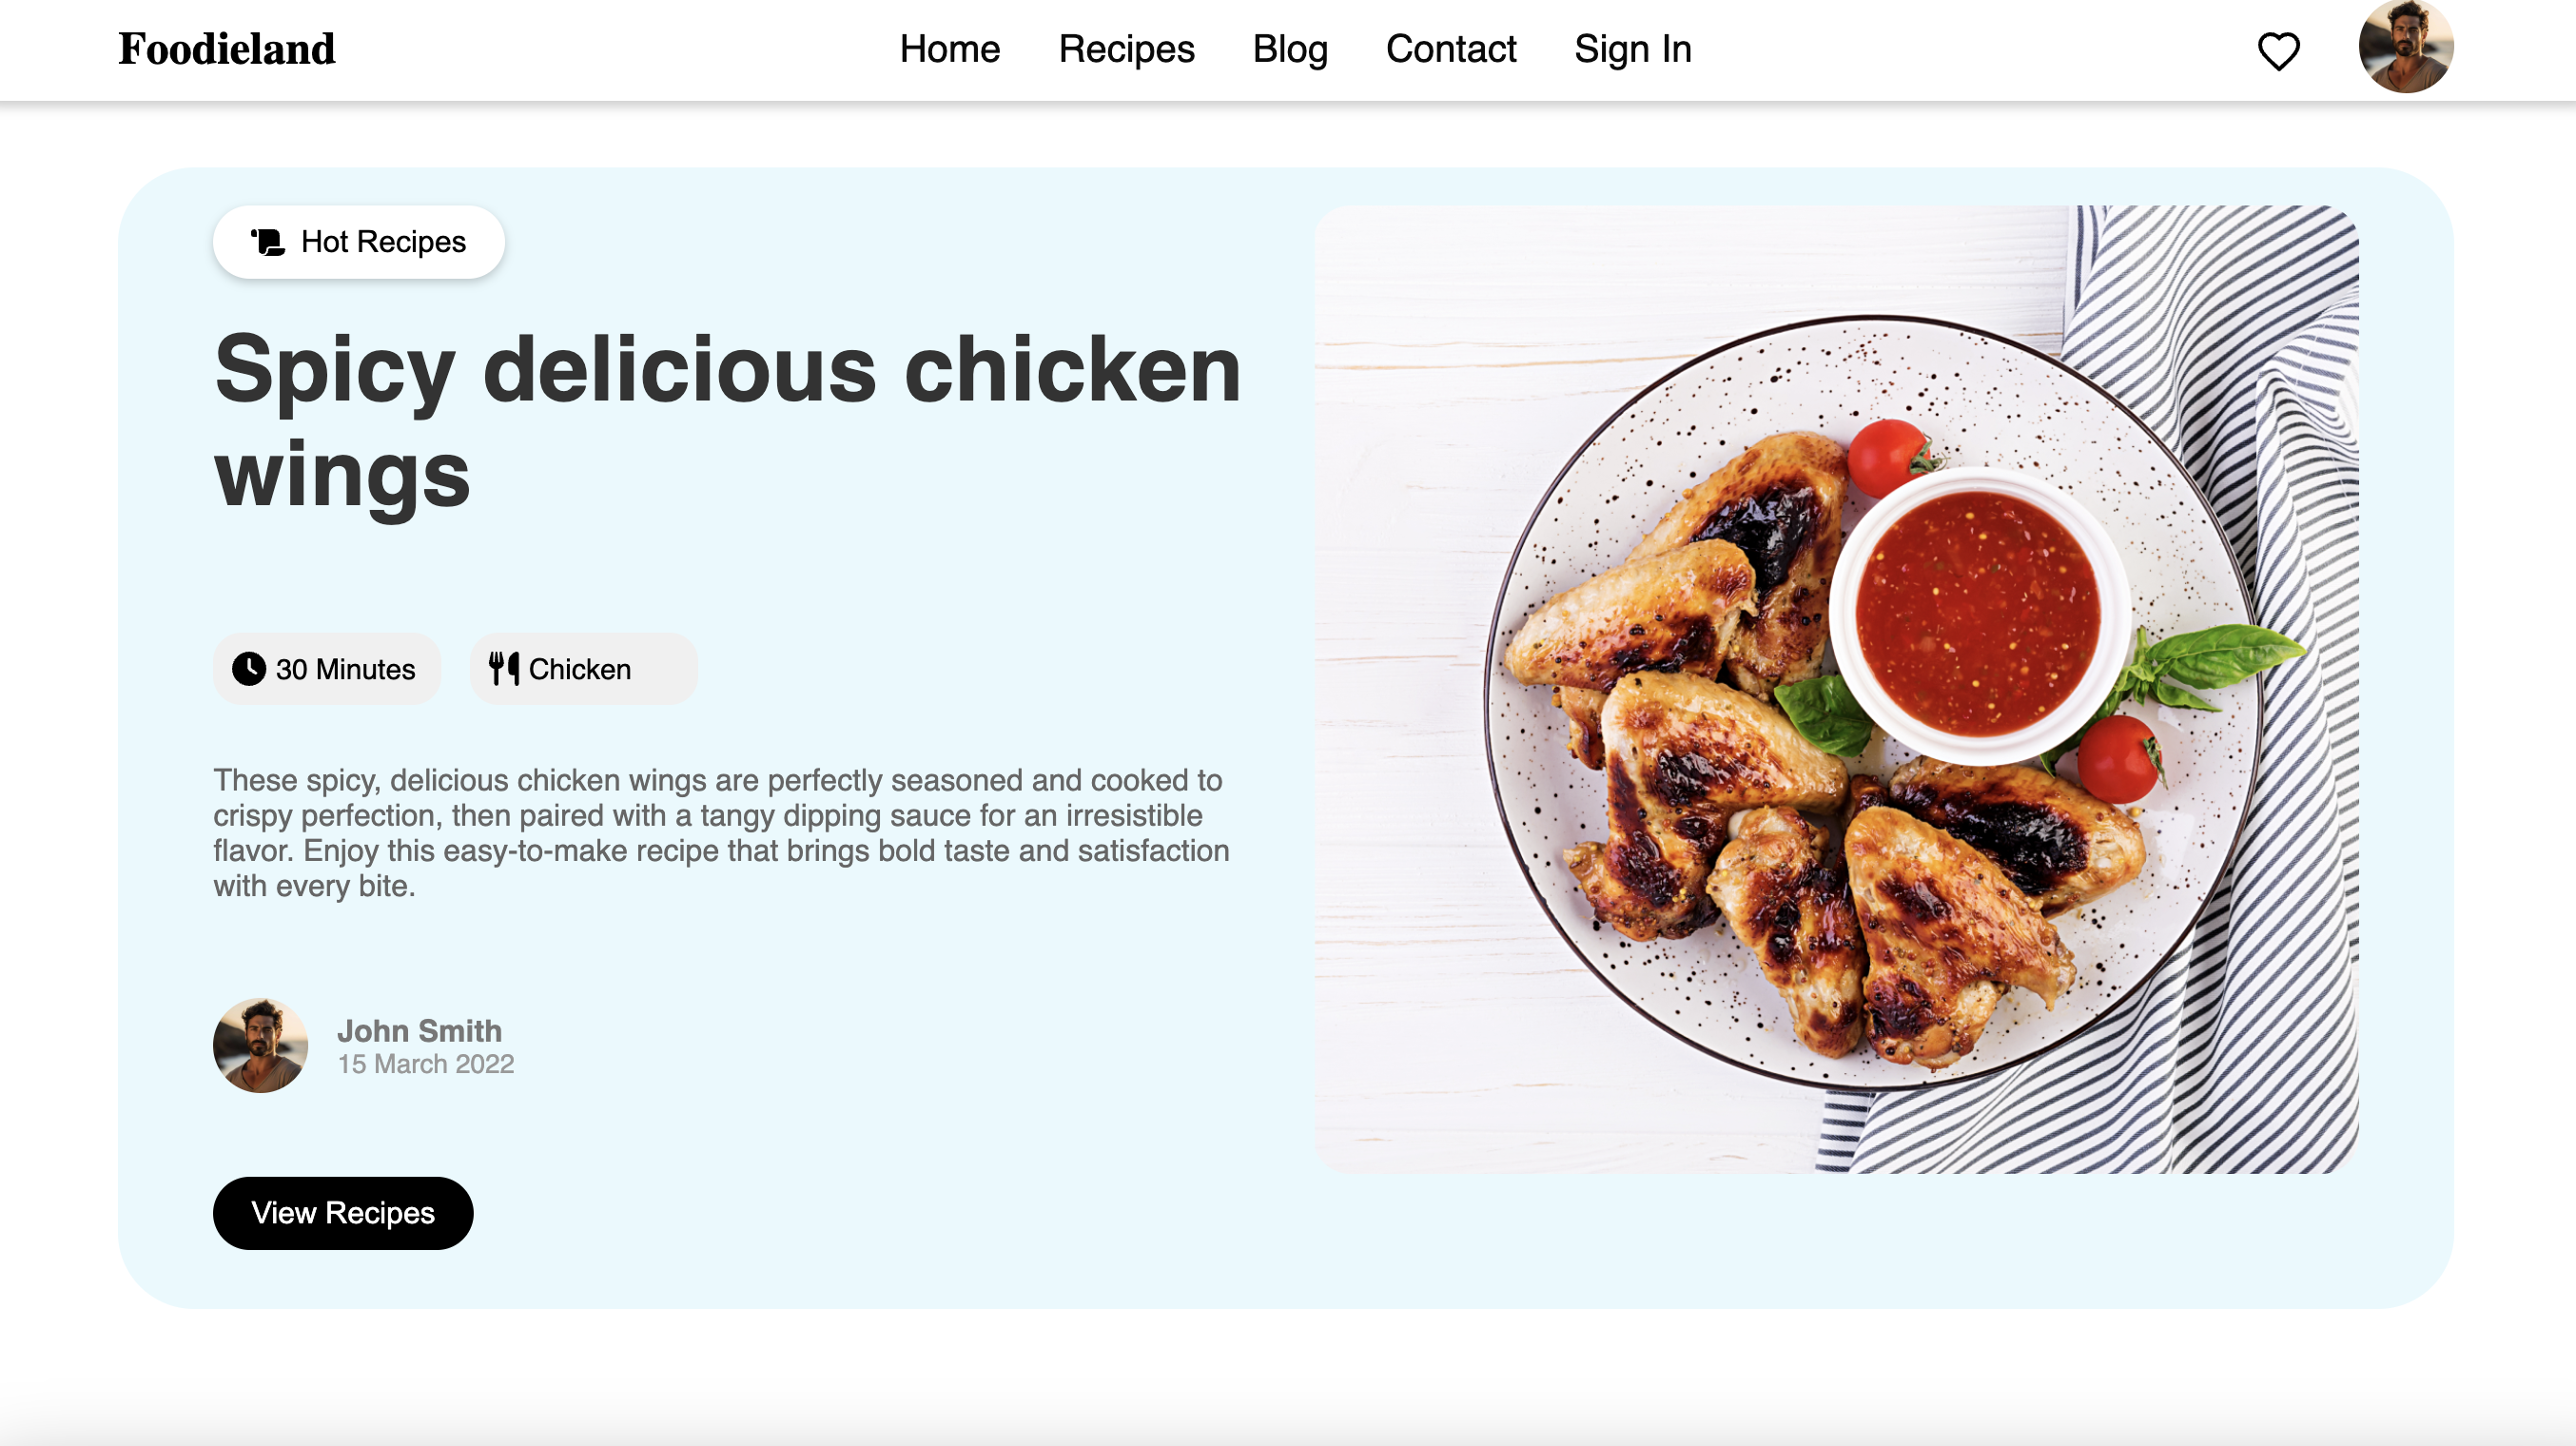 Foodieland
Home
Recipes
Blog
Contact
Sign In
Hot Recipes
Spicy delicious chicken
wings
30 Minutes
Chicken
These spicy, delicious chicken wings are perfectly seasoned and cooked to
crispy perfection, then paired with a tangy dipping sauce for an irresistible
flavor. Enjoy this easy-to-make recipe that brings bold taste and satisfaction
with every bite.
John Smith
15 March 2022
View Recipes